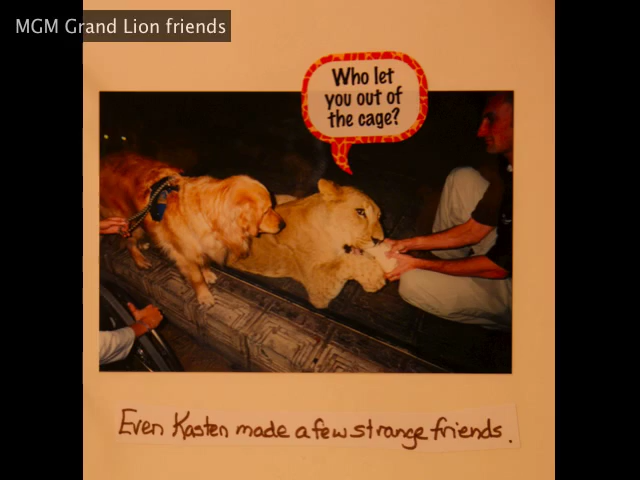 MGM Grand Lion friends
Who let
you out of
the cage?
Even Kasten made a few strange friends.